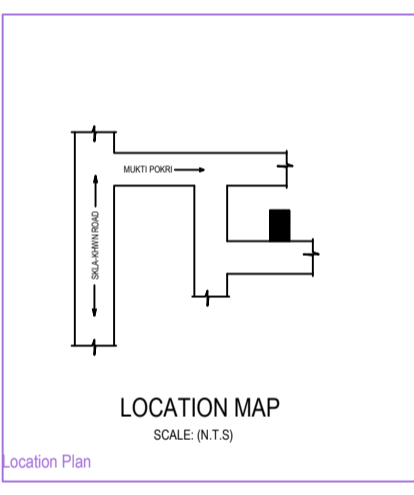 MUKTI POKRI
SKLA-KHWN ROAD
LOCATION MAP
SCALE: (N.T.S)
Location Plan